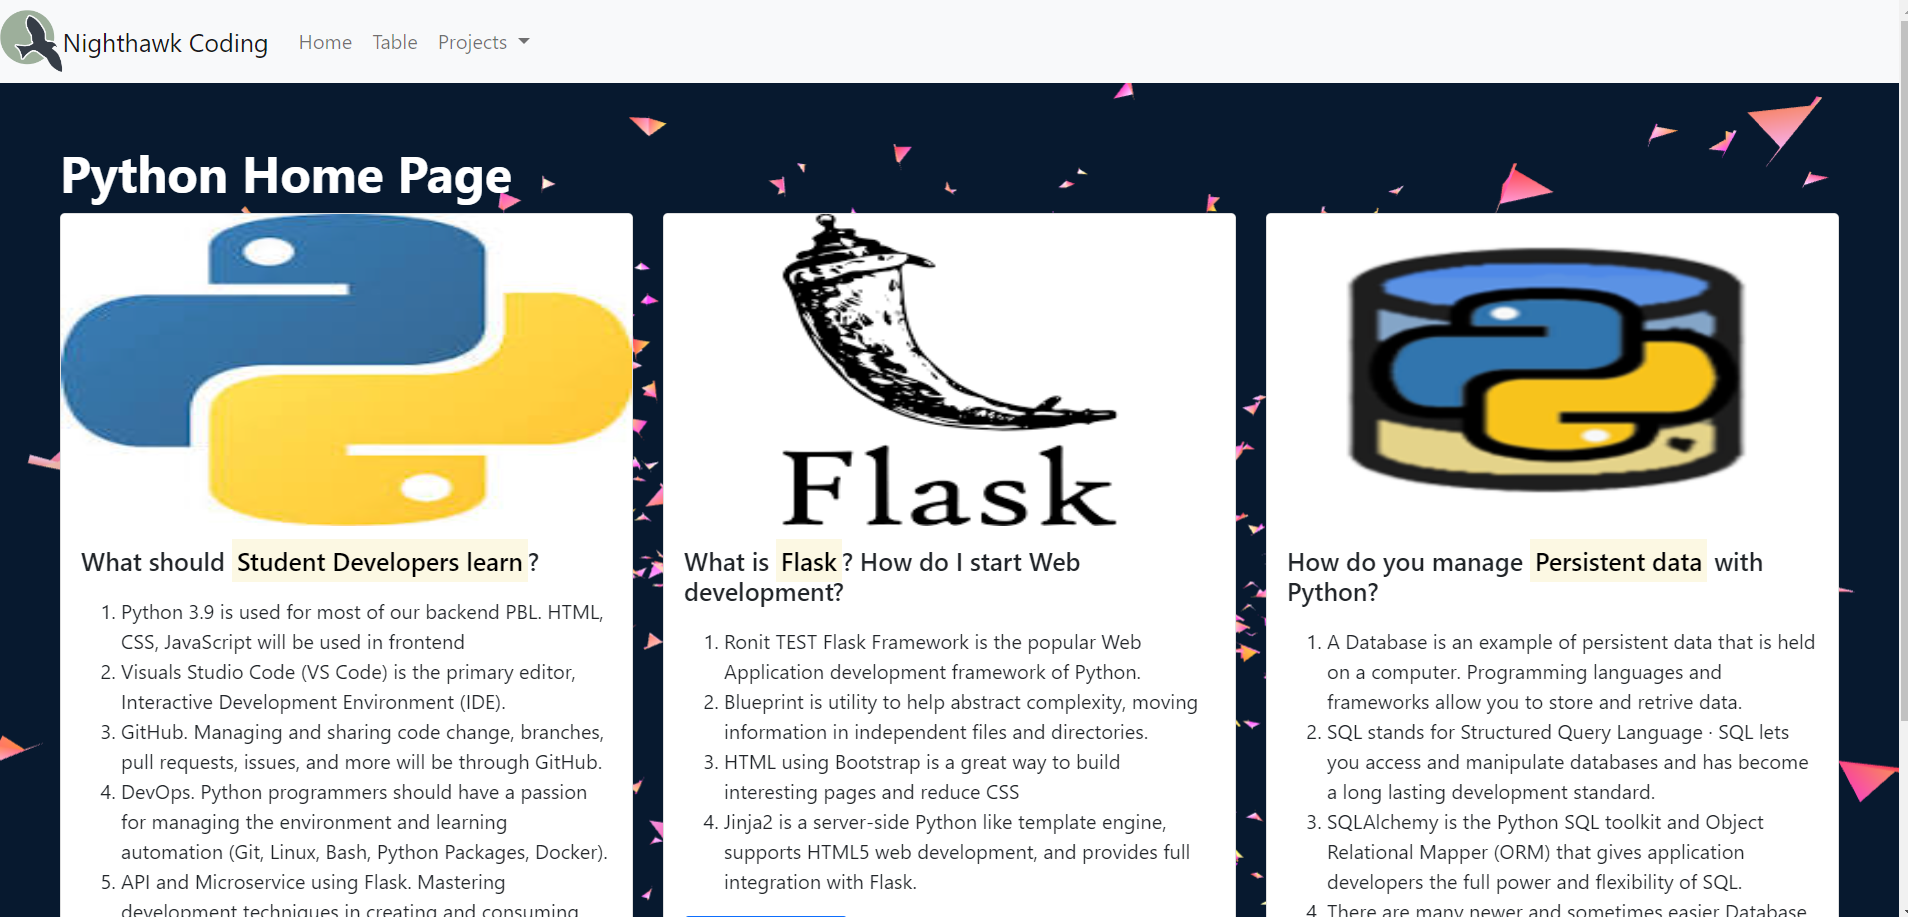 Nighthawk Coding Home Table Projects
Python Home Page
What should Student Developers learn?
1. Python 3.9 is used for most of our backend PBL. HTML,
CSS, JavaScript will be used in frontend
2. Visuals Studio Code (VS Code) is the primary editor,
Interactive Development Environment (IDE).
3. GitHub. Managing and sharing code change, branches,
pull requests, issues, and more will be through GitHub.
4. DevOps. Python programmers should have a passion
for managing the environment and learning
automation (Git, Linux, Bash, Python Packages, Docker).
5. API and Microservice using Flask. Mastering
development techniques in creating and consuming
Flask
What is Flask? How do I start Web
development?
1. Ronit TEST Flask Framework is the popular Web
Application development framework of Python.
2. Blueprint is utility to help abstract complexity, moving
information in independent files and directories.
3. HTML using Bootstrap is a great way to build
interesting pages and reduce CSS
4. Jinja2 is a server-side Python like template engine,
supports HTML5 web development, and provides full
integration with Flask.
How do you manage Persistent data with
Python?
1. A Database is an example of persistent data that is held
on a computer. Programming languages and
frameworks allow you to store and retrive data.
2. SQL stands for Structured Query Language · SQL lets
you access and manipulate databases and has become
a long lasting development standard.
3. SQLAlchemy is the Python SQL toolkit and Object
Relational Mapper (ORM) that gives application
developers the full power and flexibility of SQL.
4. There are many newer and sometimes easier Database